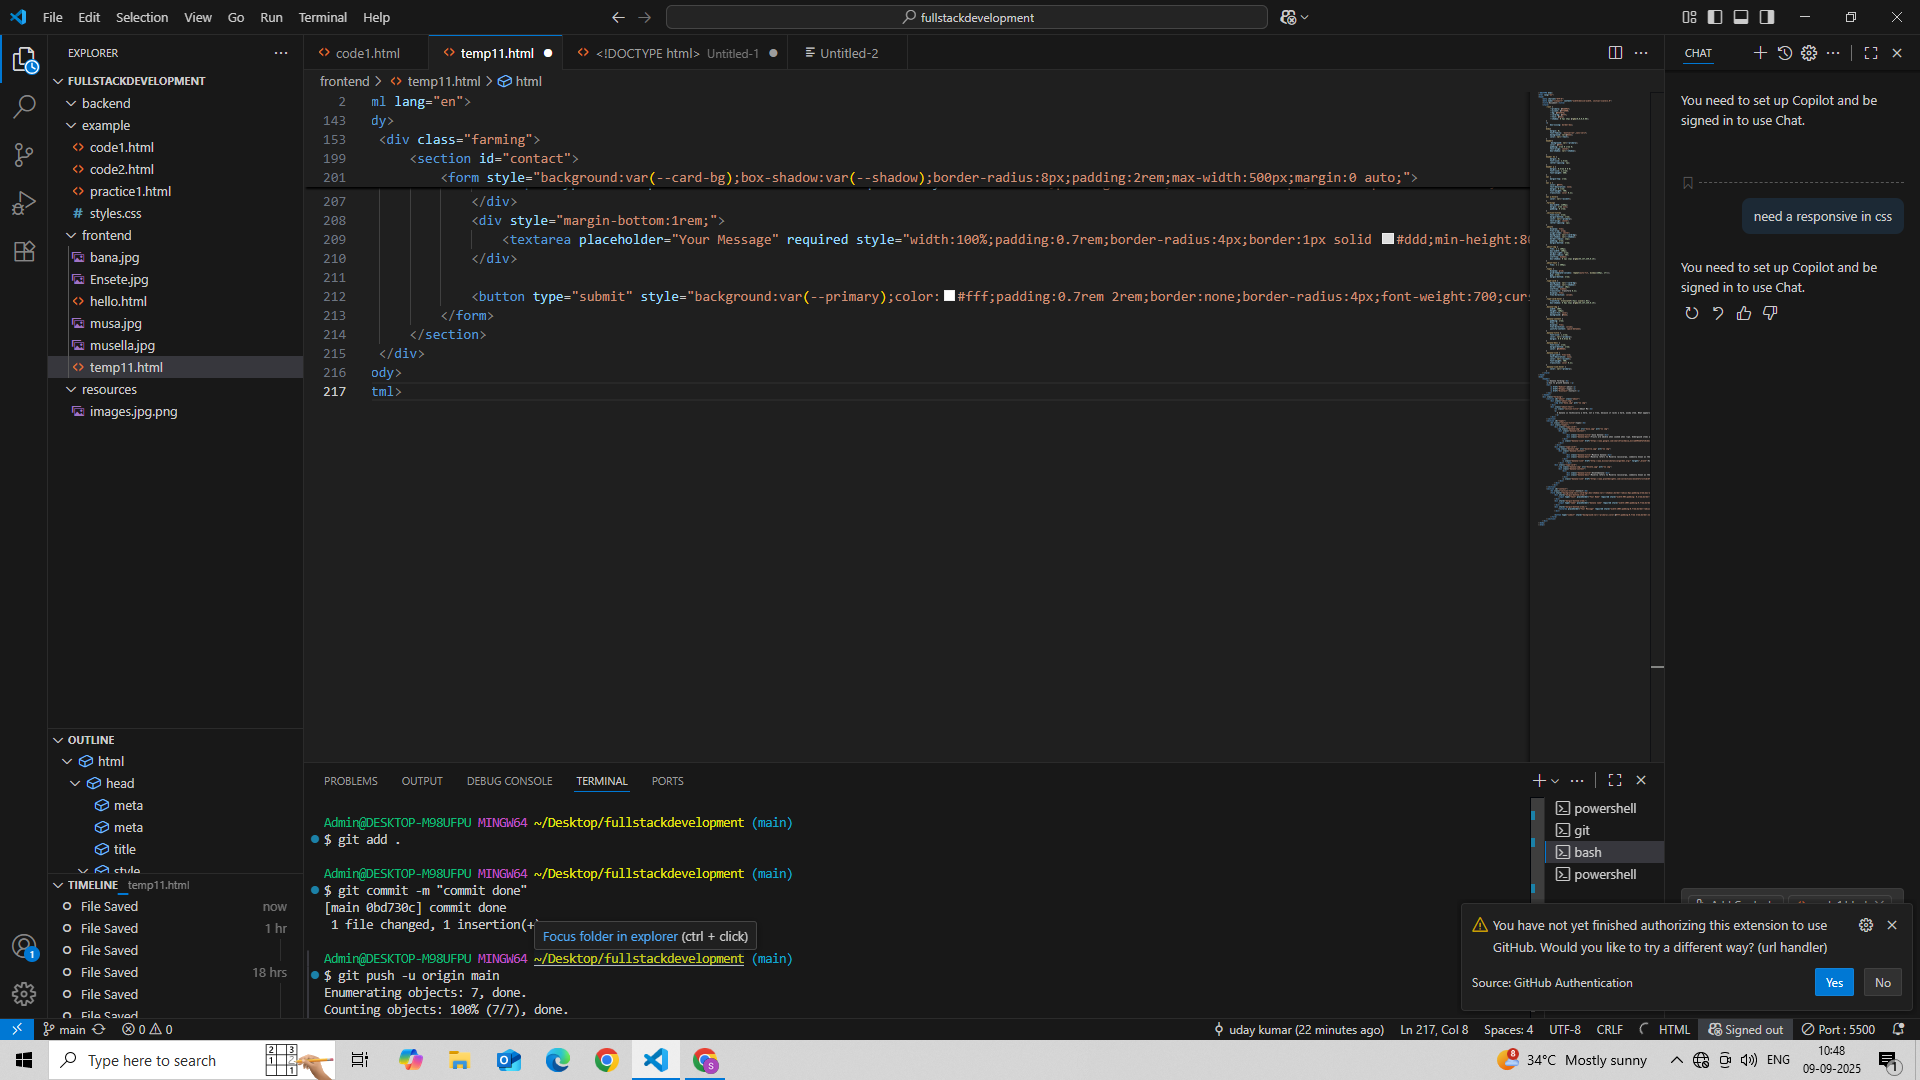 File Edit Selection View Go Run Terminal Help
fullstackdevelopment
EXPLORER
FULLSTACKDEVELOPMENT
backend
example
code1.html
code2.html
practice1.html
# styles.css
frontend
bana.jpg
Ensete.jpg
hello.html
musa.jpg
musella.jpg
temp11.html
resources
images.jpg.png
OUTLINE
html
head
meta
meta
title
style
TIMELINE temp11.html
File Saved now
File Saved 1 hr
File Saved
File Saved 18 hrs
File Saved
File Saved
code1.html temp11.html <!DOCTYPE html> Untitled-1 Untitled-2
frontend > temp11.html > html
2 ml lang="en">
143 dy>
153 <div class="farming">
199 <section id="contact">
201 <form style="background:var(--card-bg);box-shadow:var(--shadow);border-radius:8px;padding:2rem;max-width:500px;margin:0 auto;">
207 </div>
208 <div style="margin-bottom:1rem;">
209 <textarea placeholder="Your Message" required style="width:100%;padding:0.7rem;border-radius:4px;border:1px solid #ddd;min-height:80
210 </div>
211
212 <button type="submit" style="background:var(--primary);color:#fff;padding:0.7rem 2rem;border:none;border-radius:4px;font-weight:700;cur
213 </form>
214 </section>
215 </div>
216 ody>
217 tml>
PROBLEMS OUTPUT DEBUG CONSOLE TERMINAL PORTS
Admin@DESKTOP-M98UFPU MINGW64 ~/Desktop/fullstackdevelopment (main)
$ git add .
Admin@DESKTOP-M98UFPU MINGW64 ~/Desktop/fullstackdevelopment (main)
$ git commit -m "commit done"
[main 0bd730c] commit done
1 file changed, 1 insertion(+)
Focus folder in explorer (ctrl + click)
Admin@DESKTOP-M98UFPU MINGW64 ~/Desktop/fullstackdevelopment (main)
$ git push -u origin main
Enumerating objects: 7, done.
Counting objects: 100% (7/7), done.
powershell
git
bash
powershell
CHAT
You need to set up Copilot and be
signed in to use Chat.
need a responsive in css
You need to set up Copilot and be
signed in to use Chat.
You have not yet finished authorizing this extension to use
GitHub. Would you like to try a different way? (url handler)
Source: GitHub Authentication Yes No
main 0 0 uday kumar (22 minutes ago) Ln 217, Col 8 Spaces: 4 UTF-8 CRLF HTML Signed out Port : 5500
Type here to search
34°C Mostly sunny ENG 10:48
09-09-2025